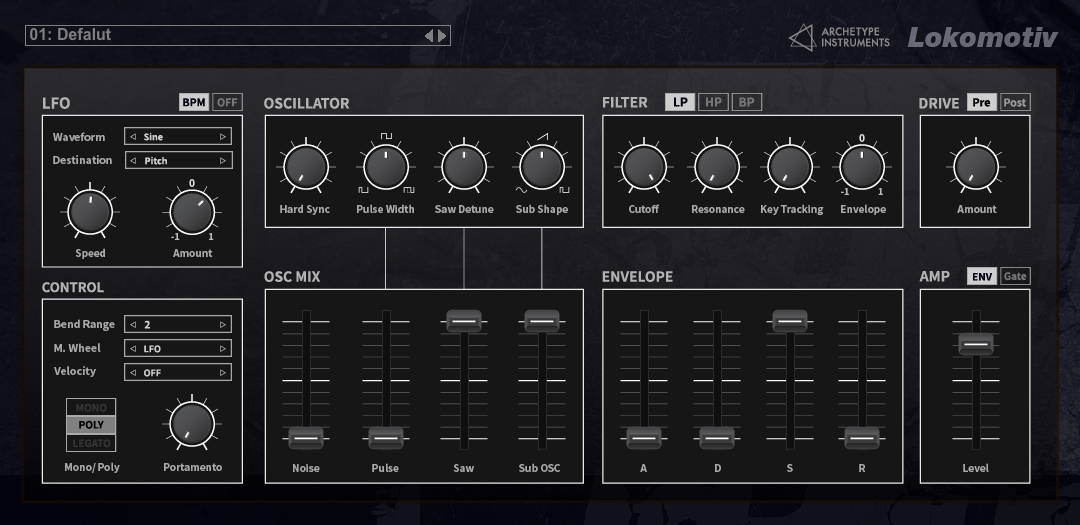 01: Defalut
ARCHETYPE
INSTRUMENTS
Lokomotiv
LFO
BPM OFF
Waveform Sine
Destination Pitch
0
-1 1
Speed Amount
OSCILLATOR
Hard Sync Pulse Width Saw Detune Sub Shape
FILTER LP HP BP
0
-1 1
Cutoff Resonance Key Tracking Envelope
DRIVE Pre Post
Amount
CONTROL
Bend Range 2
M. Wheel LFO
Velocity OFF
MONO
POLY
LEGATO
Mono/Poly Portamento
OSC MIX
Noise Pulse Saw Sub OSC
ENVELOPE
A D S R
AMP ENV Gate
Level